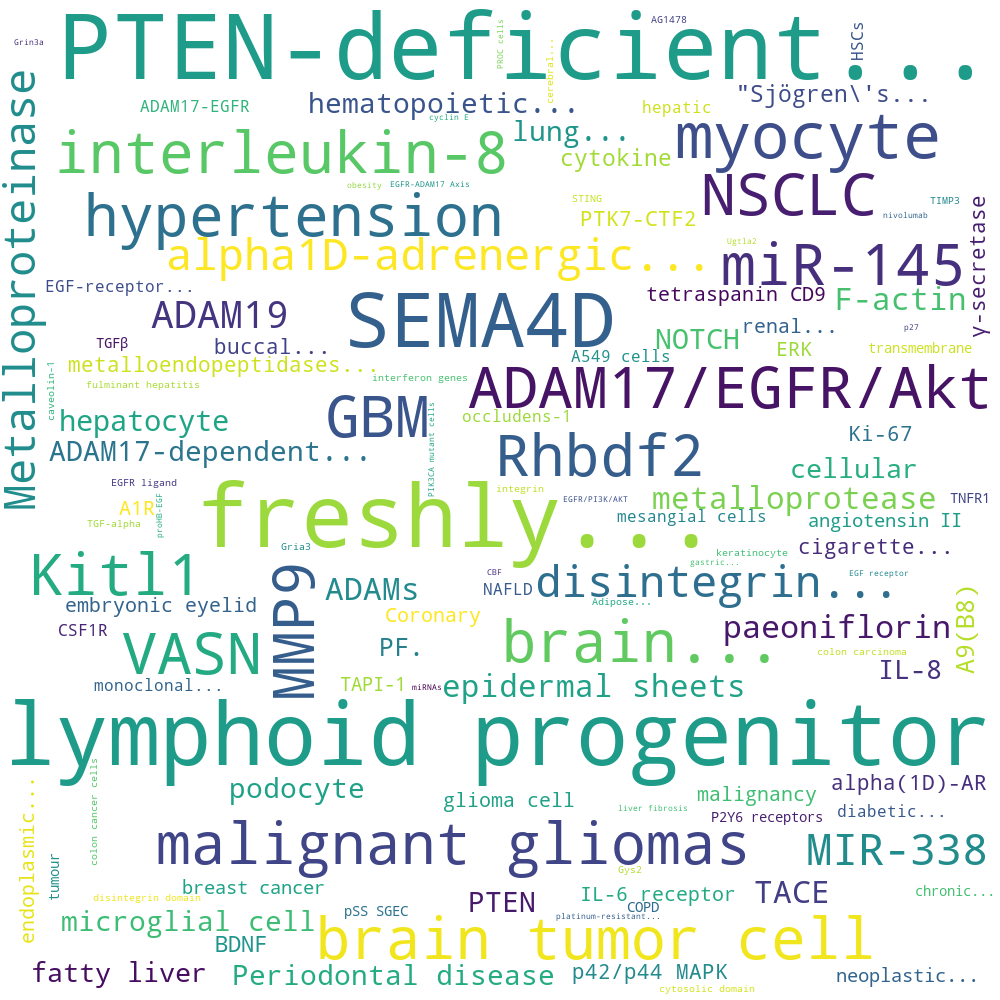 PTEN-deficient...
AG1478
HSCs
PROC cells
Grin3a
cerebral...
Metalloproteinase
ADAM17-EGFR
hematopoietic...
hepatic
"Sjögren\'s...
cyclin E
interleukin-8
lung...
myocyte
cytokine
obesity
EGFR-ADAM17 Axis
NSCLC
STING
TIMP3
hypertension
PTK7-CTF2
nivolumab
γ-secretase
alpha1D-adrenergic...
Ugt1a2
miR-145
EGF-receptor...
SEMA4D
tetraspanin CD9
F-actin
ADAM19
renal...
p27
TGFβ
buccal...
NOTCH
ERK
transmembrane
A549 cells
metalloendopeptidases...
caveolin-1
fulminant hepatitis
interferon genes
ADAM17/EGFR/Akt
hepatocyte
GBM
occludens-1
Ki-67
ADAM17-dependent...
PIK3CA mutant cells
Rhbdf2
cellular
EGFR ligand
integrin
EGFR/PI3K/AKT
metalloprotease
TNFR1
A1R
proHB-EGF
freshly...
mesangial cells
angiotensin II
TGF-alpha
Gria3
keratinocyte
cigarette...
gastric...
Kitl1
MMP9
ADAMs
CBF
NAFLD
disintegrin...
EGF receptor
A9(B8)
embryonic eyelid
Coronary
Adipose...
CSF1R
VASN
PF.
brain...
paeoniflorin
colon carcinoma
IL-8
monoclonal...
TAPI-1
miRNAs
epidermal sheets
lymphoid progenitor
colon cancer cells
endoplasmic...
podocyte
glioma cell
malignancy
alpha(1D)-AR
liver fibrosis
P2Y6 receptors
diabetic...
malignant gliomas
MIR-338
tumour
Gys2
breast cancer
disintegrin domain
PTEN
IL-6 receptor
TACE
chronic...
pSS SGEC
COPD
platinum-resistant...
microglial cell
BDNF
brain tumor cell
fatty liver
Periodontal disease
p42/p44 MAPK
neoplastic...
cytosolic domain